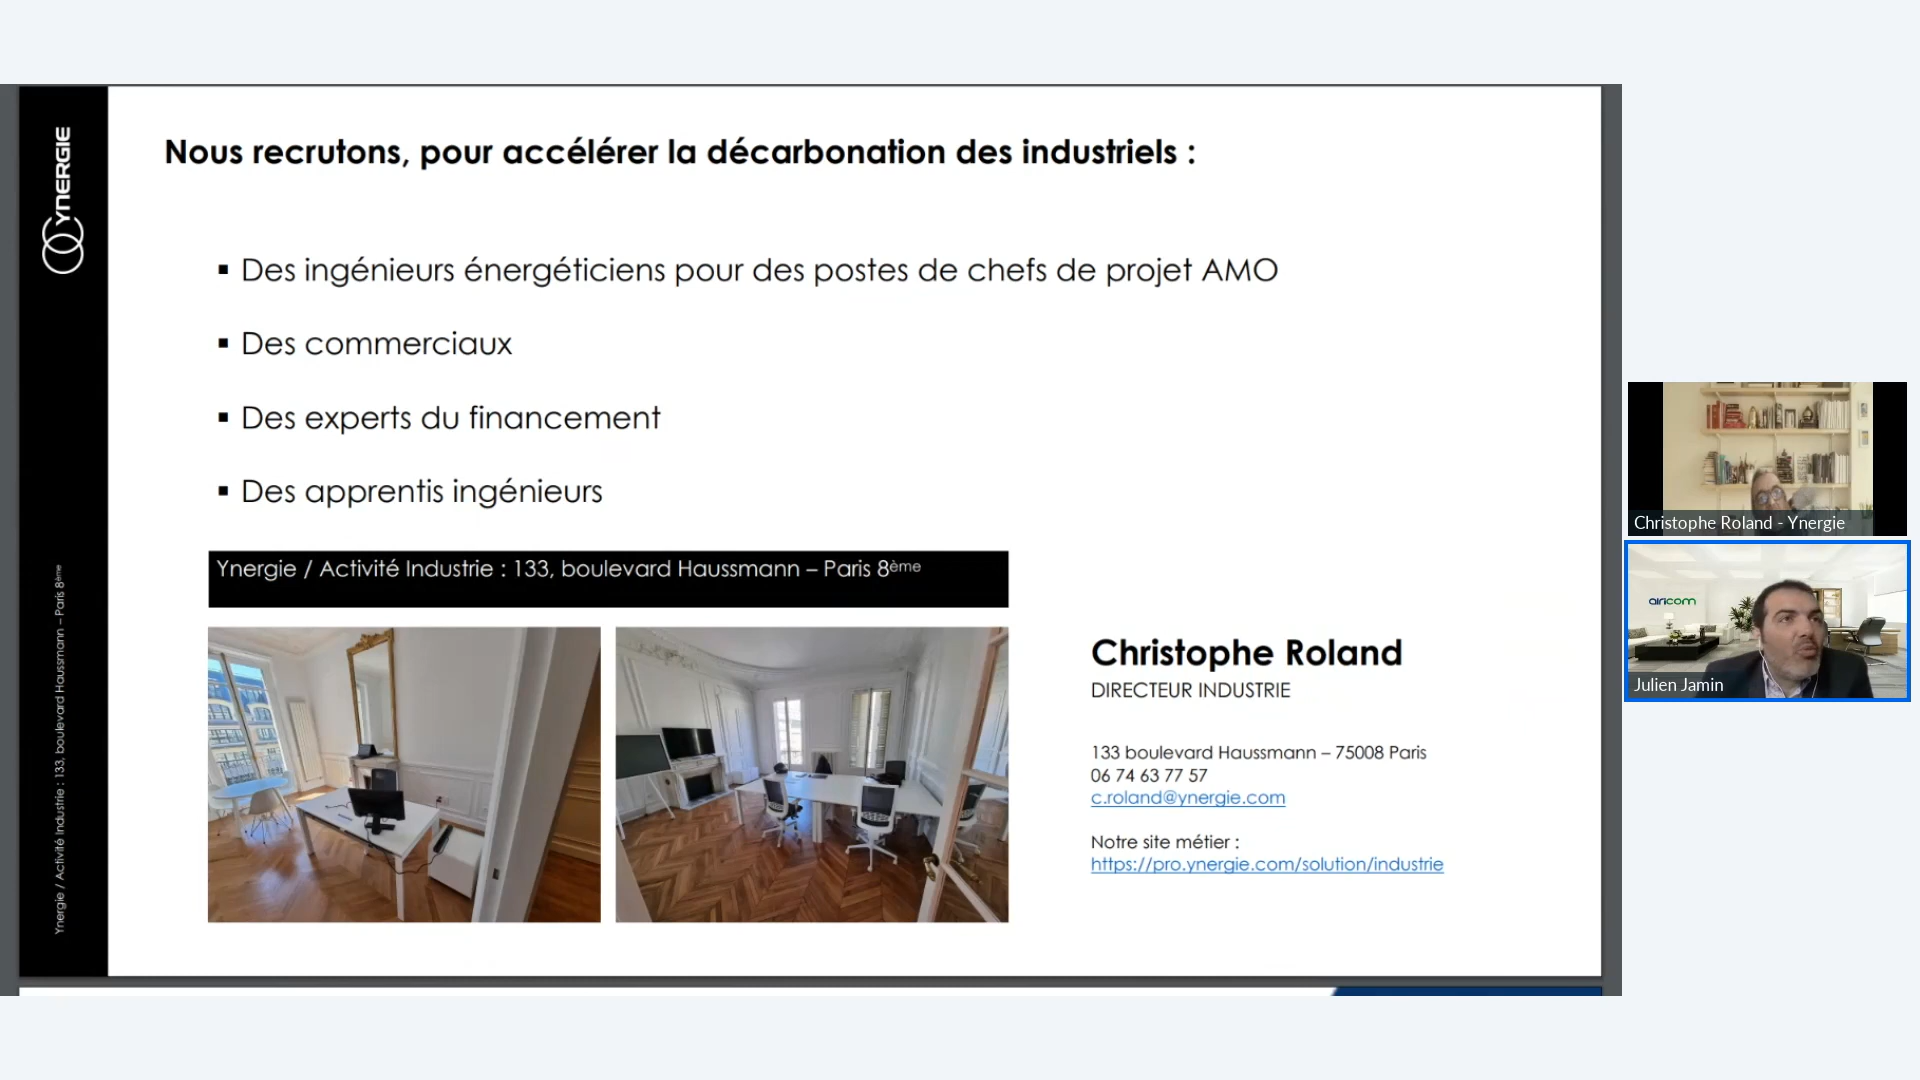 YNERGIE
Nous recrutons, pour accélérer la décarbonation des industriels :
▪ Des ingénieurs énergéticiens pour des postes de chefs de projet AMO
▪ Des commerciaux
▪ Des experts du financement
▪ Des apprentis ingénieurs
Ynergie / Activité Industrie : 133, boulevard Haussmann – Paris 8ème
Ynergie / Activité Industrie : 133, boulevard Haussmann – Paris 8ème
Christophe Roland
DIRECTEUR INDUSTRIE
133 boulevard Haussmann – 75008 Paris
06 74 63 77 57
c.roland@ynergie.com
Notre site métier :
https://pro.ynergie.com/solution/industrie
Christophe Roland - Ynergie
airicom
Julien Jamin